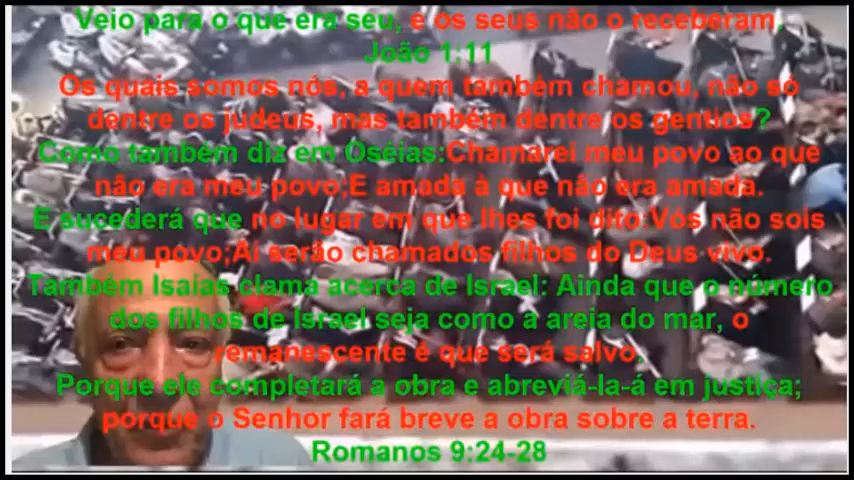 Veio para o que era seu, e os seus não o receberam.
João 1:11
Os quais somos nós, a quem também chamou, não só
dentre os judeus, mas também dentre os gentios?
Como também diz em Oséias:Chamarei meu povo ao que
não era meu povo;E amada à que não era amada.
E sucederá que no lugar em que lhes foi dito:Vós não sois
meu povo;Aí serão chamados filhos do Deus vivo.
Também Isaías clama acerca de Israel: Ainda que o número
dos filhos de Israel seja como a areia do mar, o
remanescente é que será salvo.
Porque ele completará a obra e abreviá-la-á em justiça;
porque o Senhor fará breve a obra sobre a terra.
Romanos 9:24-28